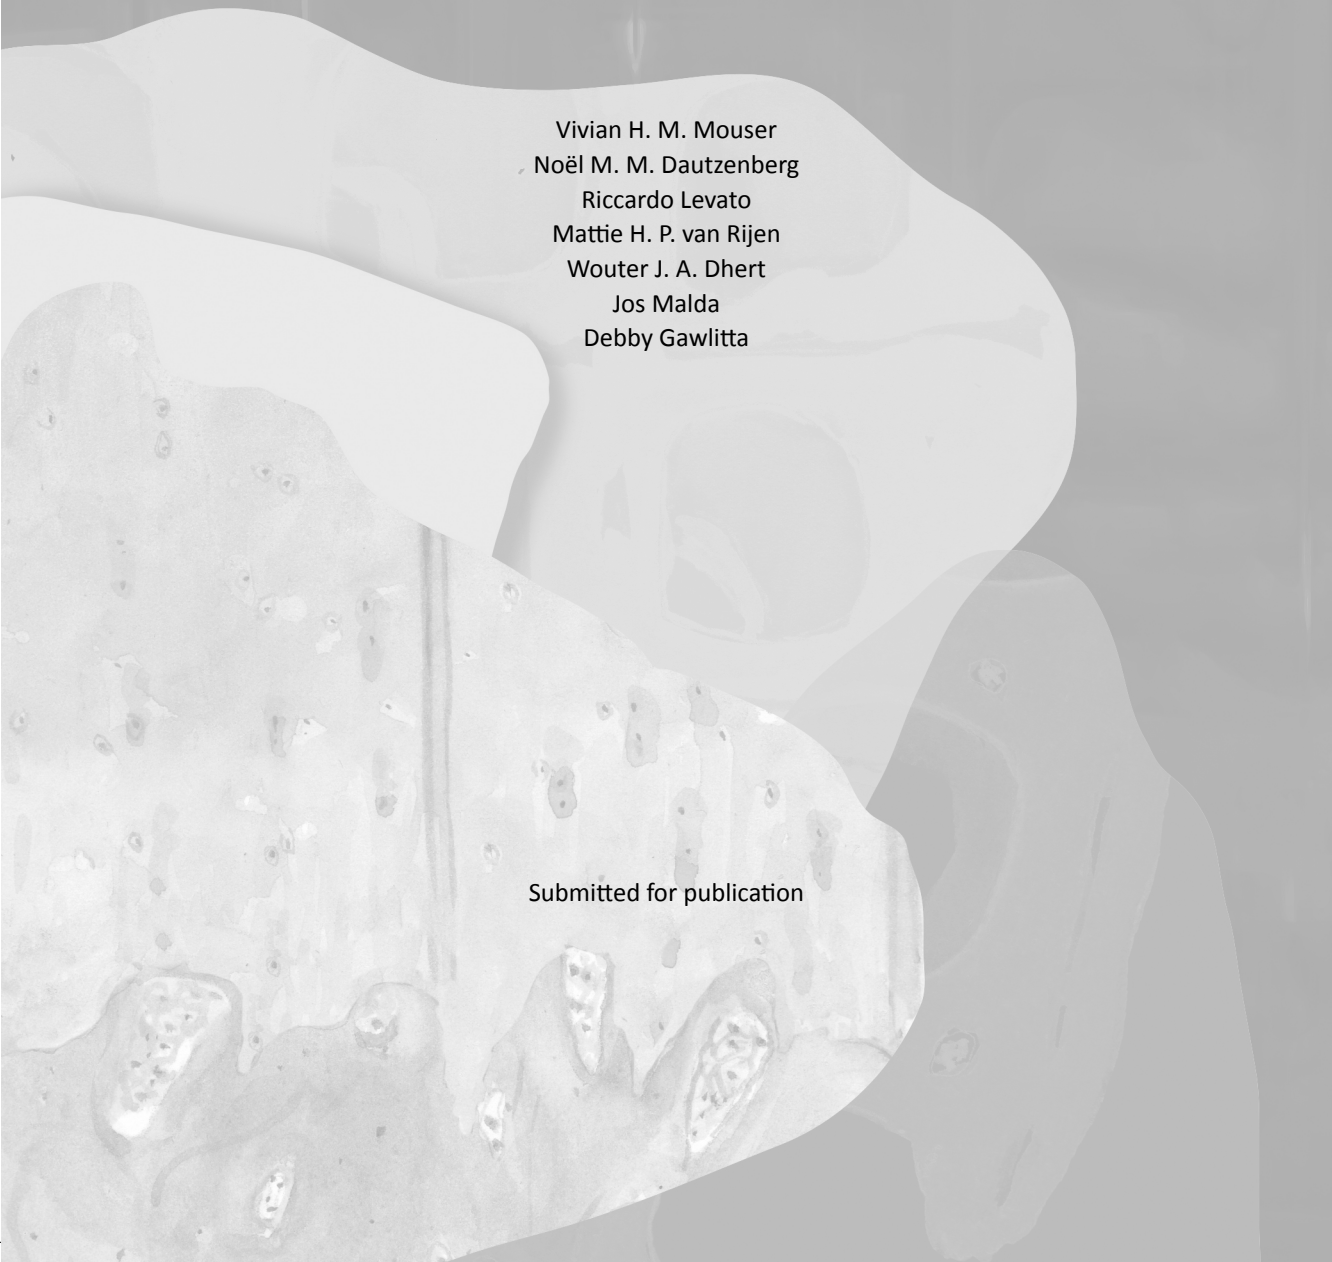 Vivian H. M. Mouser
Noël M. M. Dautzenberg
Riccardo Levato
Mattie H. P. van Rijen
Wouter J. A. Dhert
Jos Malda
Debby Gawlitta
Submitted for publication